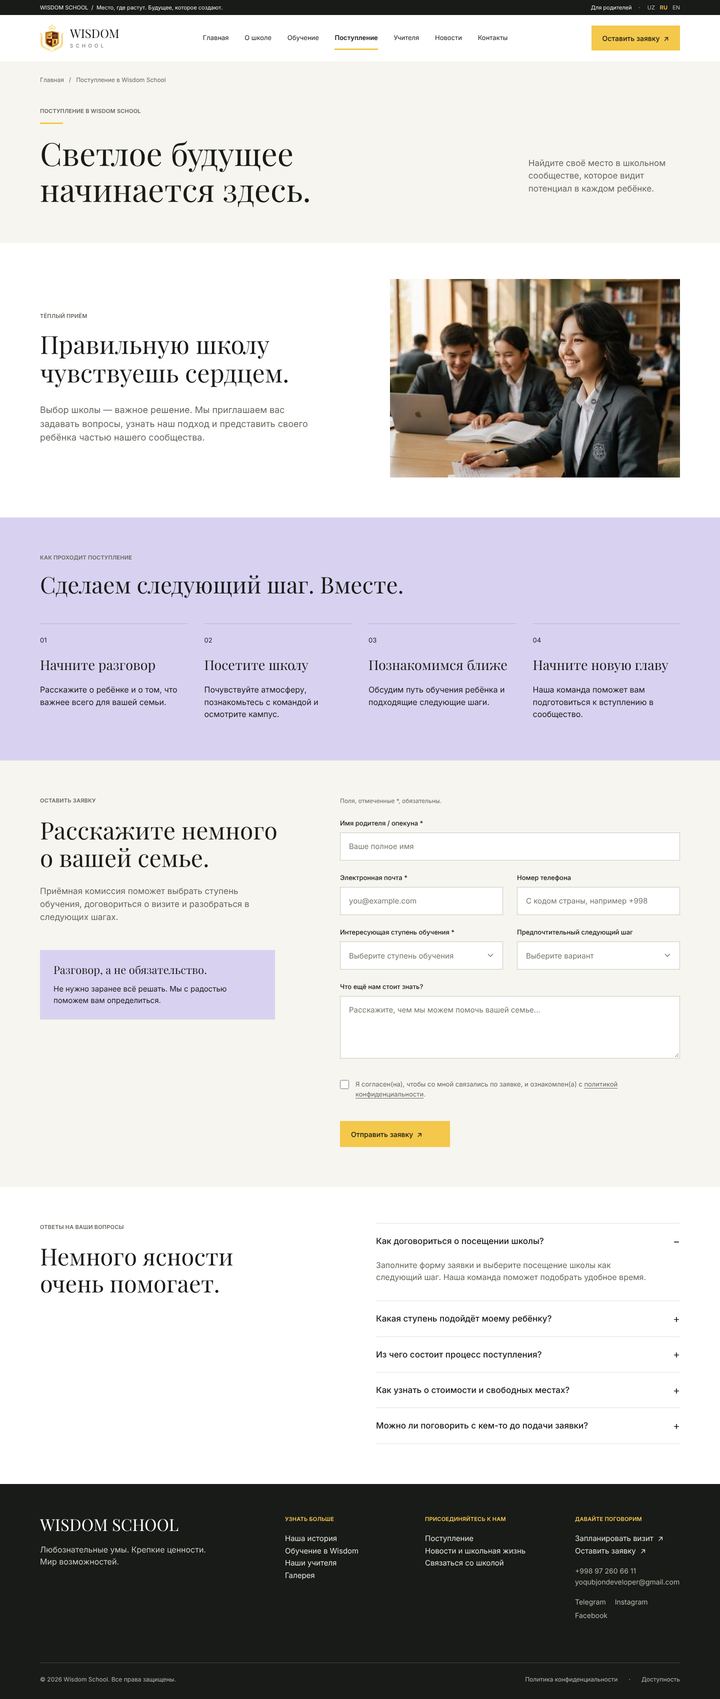 WISDOM SCHOOL / Место, где растут. Будущее, которое создают.
Для родителей · UZ RU EN
WISDOM
SCHOOL
Главная О школе Обучение Поступление Учителя Новости Контакты
Оставить заявку ↗
Главная / Поступление в Wisdom School
ПОСТУПЛЕНИЕ В WISDOM SCHOOL
Светлое будущее
начинается здесь.
Найдите своё место в школьном
сообществе, которое видит
потенциал в каждом ребёнке.
ТЁПЛЫЙ ПРИЁМ
Правильную школу
чувствуешь сердцем.
Выбор школы — важное решение. Мы приглашаем вас
задавать вопросы, узнать наш подход и представить своего
ребёнка частью нашего сообщества.
КАК ПРОХОДИТ ПОСТУПЛЕНИЕ
Сделаем следующий шаг. Вместе.
01
Начните разговор
Расскажите о ребёнке и о том, что
важнее всего для вашей семьи.
02
Посетите школу
Почувствуйте атмосферу,
познакомьтесь с командой и
осмотрите кампус.
03
Познакомимся ближе
Обсудим путь обучения ребёнка и
подходящие следующие шаги.
04
Начните новую главу
Наша команда поможет вам
подготовиться к вступлению в
сообщество.
ОСТАВИТЬ ЗАЯВКУ
Расскажите немного
о вашей семье.
Приёмная комиссия поможет выбрать ступень
обучения, договориться о визите и разобраться в
следующих шагах.
Разговор, а не обязательство.
Не нужно заранее всё решать. Мы с радостью
поможем вам определиться.
Поля, отмеченные *, обязательны.
Имя родителя / опекуна *
Ваше полное имя
Электронная почта *
you@example.com
Номер телефона
С кодом страны, например +998
Интересующая ступень обучения *
Выберите ступень обучения
Предпочтительный следующий шаг
Выберите вариант
Что ещё нам стоит знать?
Расскажите, чем мы можем помочь вашей семье...
Я согласен(на), чтобы со мной связались по заявке, и ознакомлен(а) с политикой
конфиденциальности.
Отправить заявку ↗
ОТВЕТЫ НА ВАШИ ВОПРОСЫ
Немного ясности
очень помогает.
Как договориться о посещении школы? −
Заполните форму заявки и выберите посещение школы как
следующий шаг. Наша команда поможет подобрать удобное время.
Какая ступень подойдёт моему ребёнку? +
Из чего состоит процесс поступления? +
Как узнать о стоимости и свободных местах? +
Можно ли поговорить с кем-то до подачи заявки? +
WISDOM SCHOOL
Любознательные умы. Крепкие ценности.
Мир возможностей.
УЗНАТЬ БОЛЬШЕ
Наша история
Обучение в Wisdom
Наши учителя
Галерея
ПРИСОЕДИНЯЙТЕСЬ К НАМ
Поступление
Новости и школьная жизнь
Связаться со школой
ДАВАЙТЕ ПОГОВОРИМ
Запланировать визит ↗
Оставить заявку ↗
+998 97 260 66 11
yoqubjondeveloper@gmail.com
Telegram Instagram
Facebook
© 2026 Wisdom School. Все права защищены.
Политика конфиденциальности · Доступность